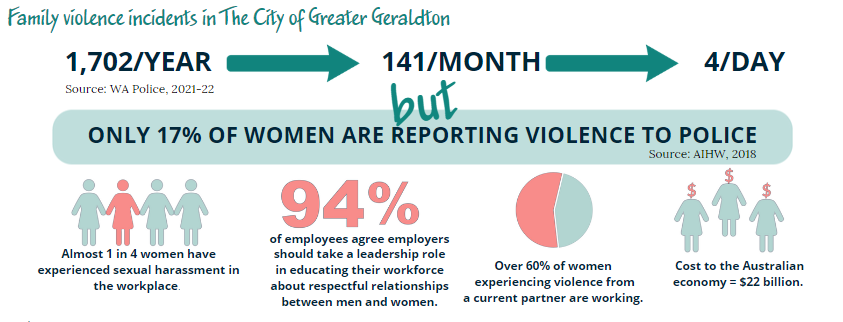 Family violence incidents in The City of Greater Geraldton
1,702/YEAR 141/MONTH 4/DAY
Source: WA Police, 2021-22
but
ONLY 17% OF WOMEN ARE REPORTING VIOLENCE TO POLICE
Source: AIHW, 2018
Almost 1 in 4 women have
experienced sexual harassment in
the workplace.
94%
of employees agree employers
should take a leadership role
in educating their workforce
about respectful relationships
between men and women.
Over 60% of women
experiencing violence from
a current partner are working.
$ $ $
Cost to the Australian
economy = $22 billion.